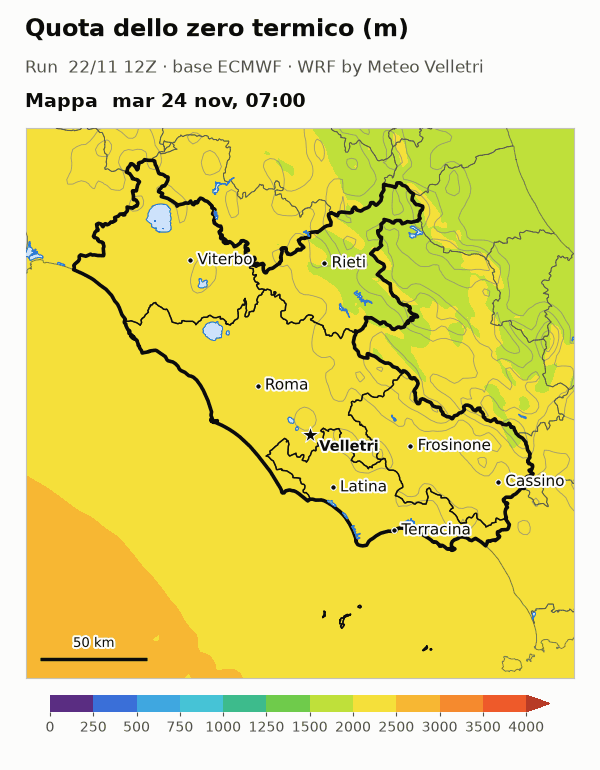 Quota dello zero termico (m)
Run  22/11 12Z · base ECMWF · WRF by Meteo Velletri
Mappa  mar 24 nov, 07:00
Viterbo
Rieti
Roma
Velletri
Frosinone
Latina
Cassino
Terracina
50 km
0 250 500 750 1000 1250 1500 2000 2500 3000 3500 4000